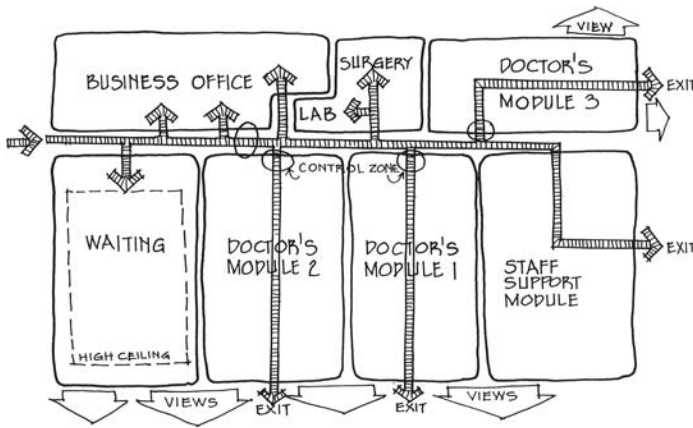 VIEW
BUSINESS OFFICE
SURGERY
LAB
DOCTOR'S
MODULE 3
EXIT
CONTROL ZONE
WAITING
HIGH CEILING
DOCTOR'S
MODULE 2
DOCTOR'S
MODULE 1
STAFF
SUPPORT
MODULE
EXIT
VIEWS
EXIT
EXIT
VIEWS